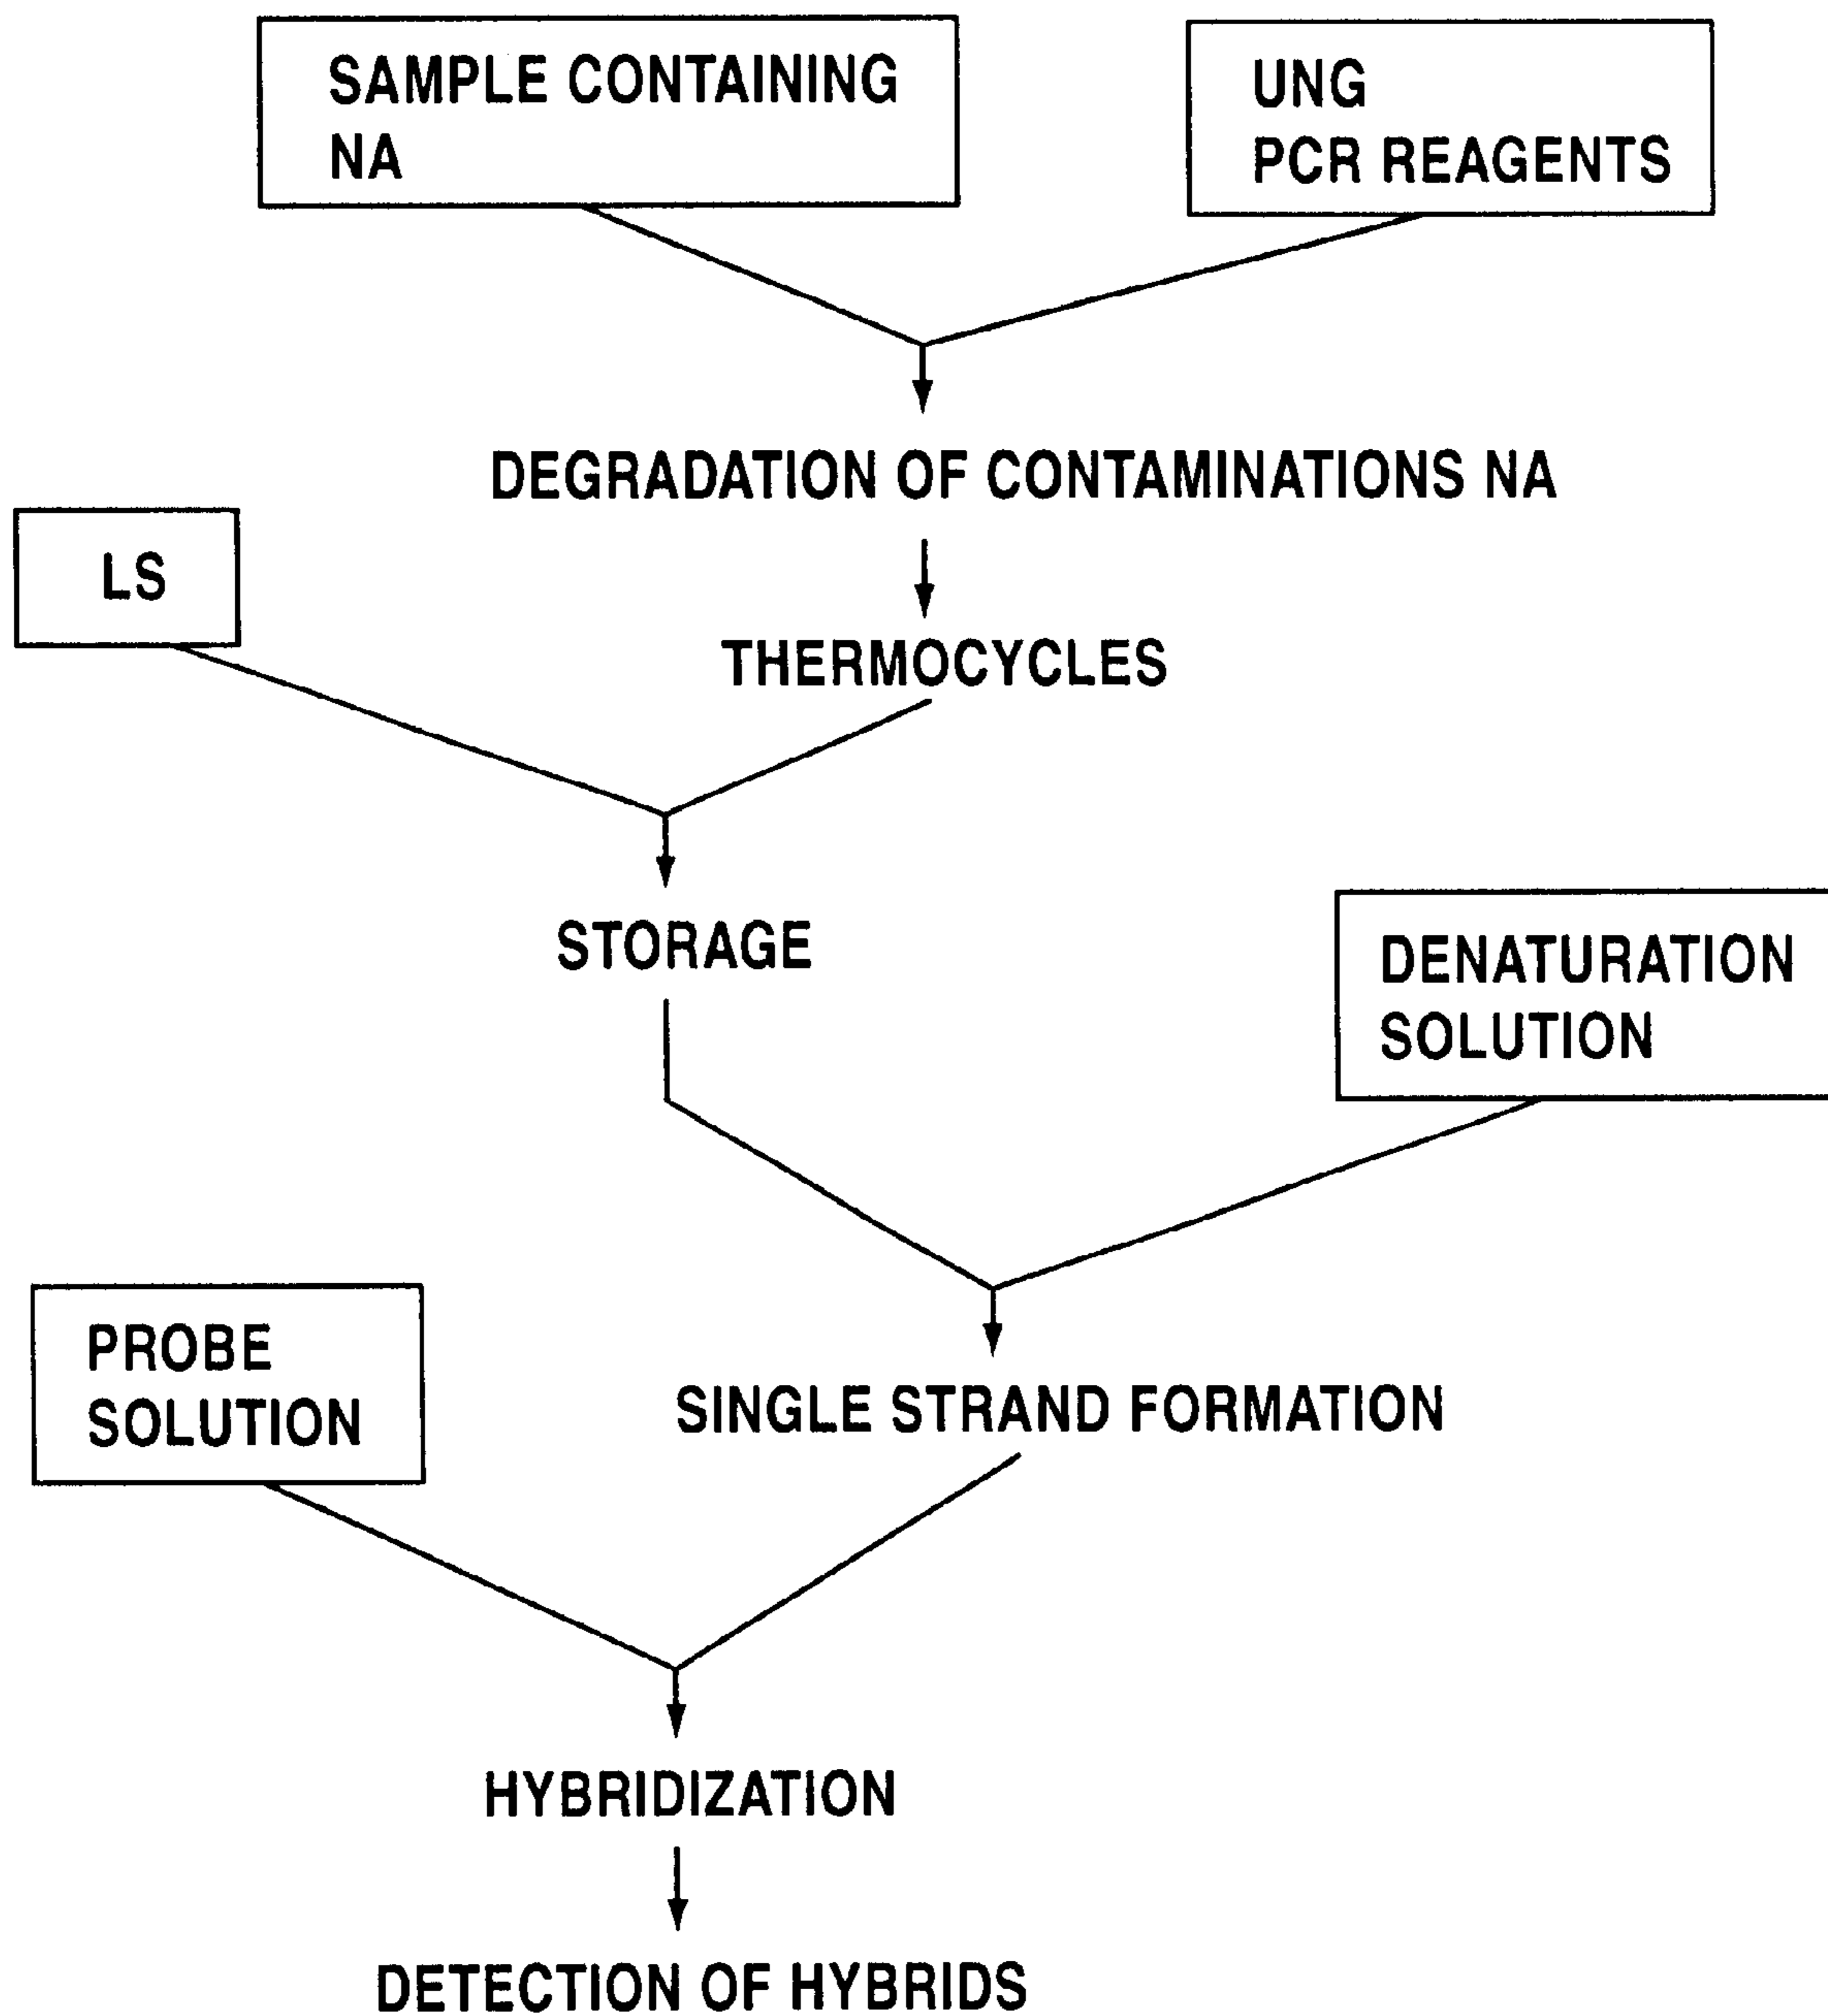 SAMPLE CONTAINING
NA
UNG
PCR REAGENTS
DEGRADATION OF CONTAMINATIONS NA
LS
THERMOCYCLES
STORAGE
DENATURATION
SOLUTION
PROBE
SOLUTION
SINGLE STRAND FORMATION
HYBRIDIZATION
DETECTION OF HYBRIDS